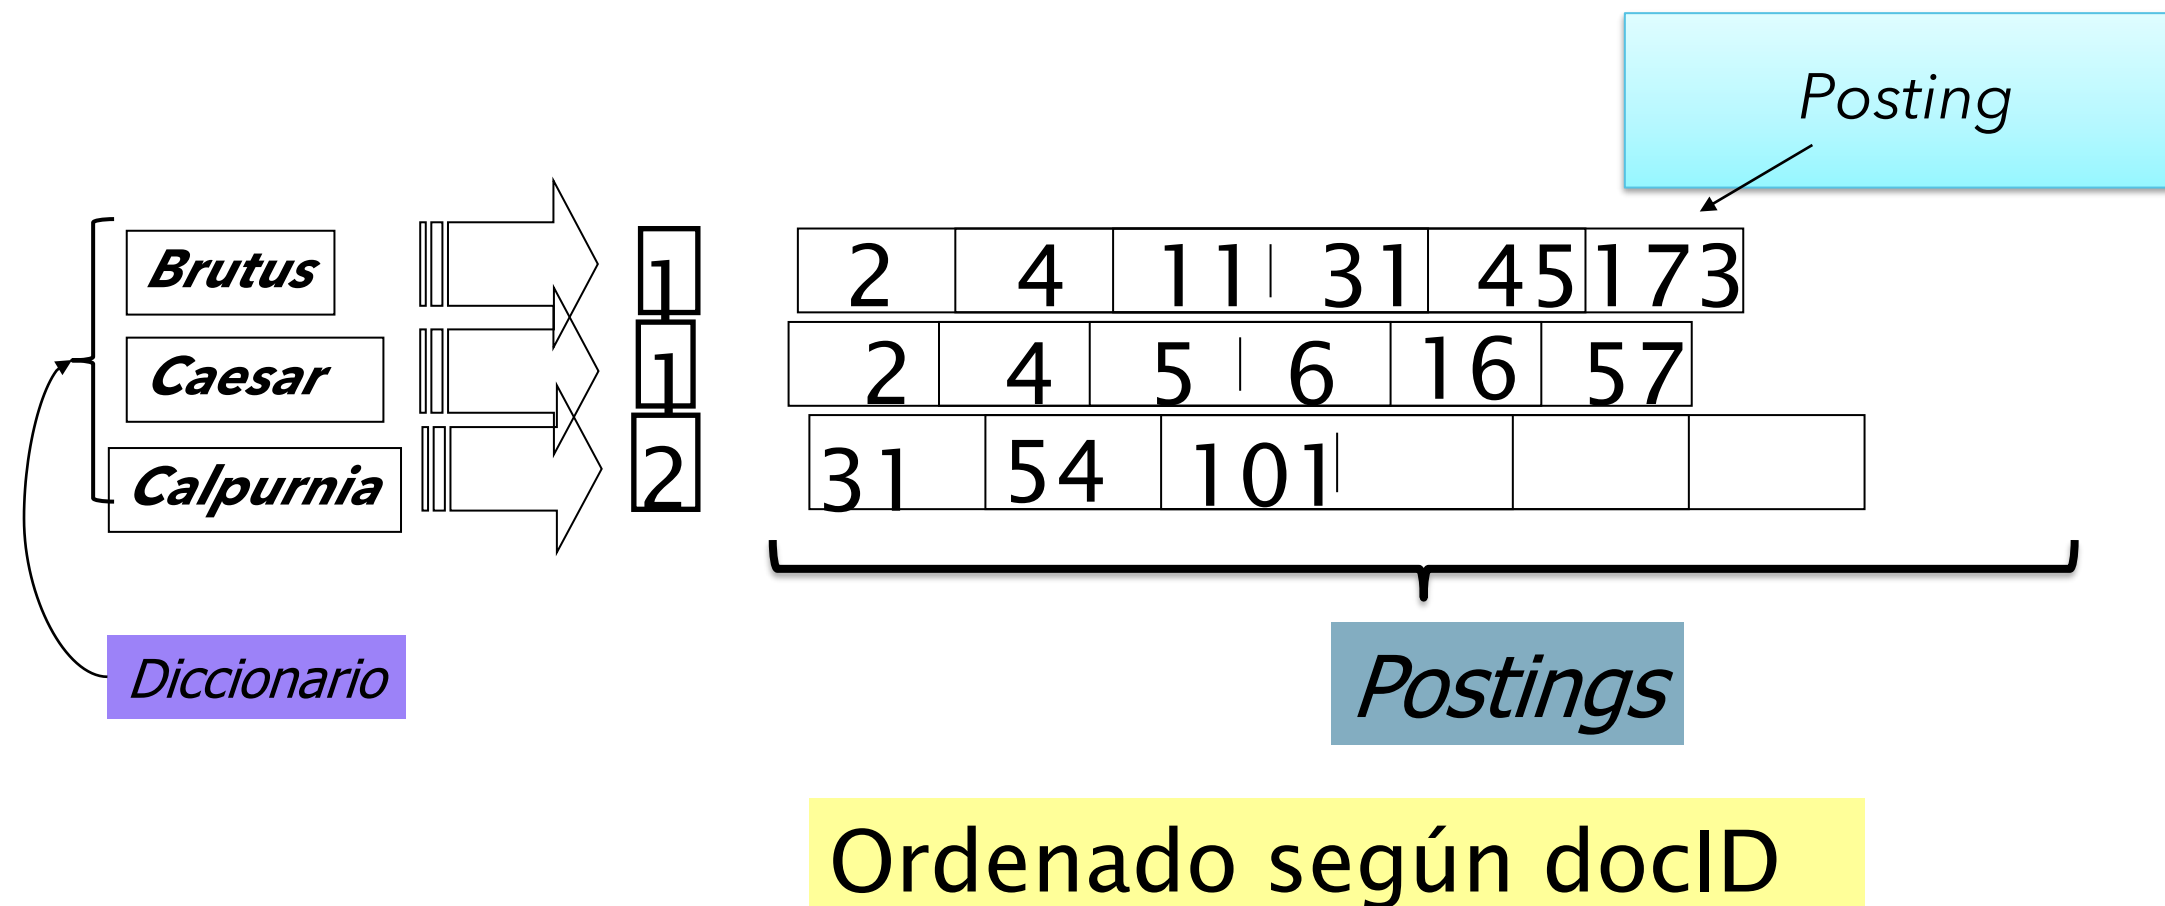 Posting
Brutus 1 2 4 11 31 45 173
Caesar 1 2 4 5 6 16 57
Calpurnia 2 31 54 101
Diccionario
Postings
Ordenado según docID